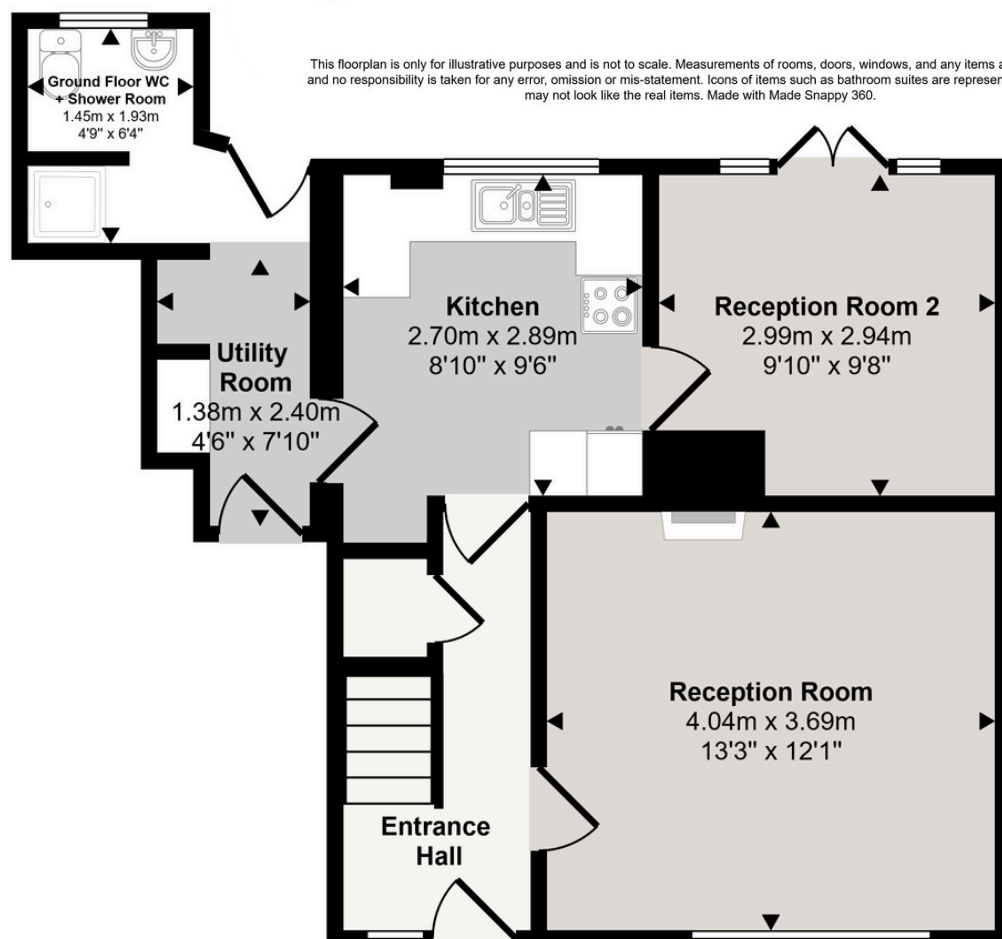 This floorplan is only for illustrative purposes and is not to scale. Measurements of rooms, doors, windows, and any items a
and no responsibility is taken for any error, omission or mis-statement. Icons of items such as bathroom suites are represen
may not look like the real items. Made with Made Snappy 360.
Ground Floor WC
+ Shower Room
1.45m x 1.93m
4'9" x 6'4"
Kitchen
2.70m x 2.89m
8'10" x 9'6"
Reception Room 2
2.99m x 2.94m
9'10" x 9'8"
Utility
Room
1.38m x 2.40m
4'6" x 7'10"
Reception Room
4.04m x 3.69m
13'3" x 12'1"
Entrance
Hall